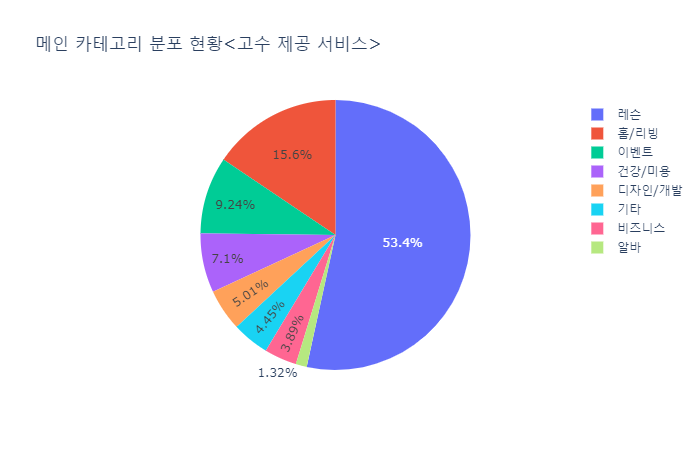 메인 카테고리 분포 현황<고수 제공 서비스>
레슨
홈/리빙
이벤트
건강/미용
디자인/개발
기타
비즈니스
알바
53.4%
15.6%
9.24%
7.1%
5.01%
4.45%
3.89%
1.32%